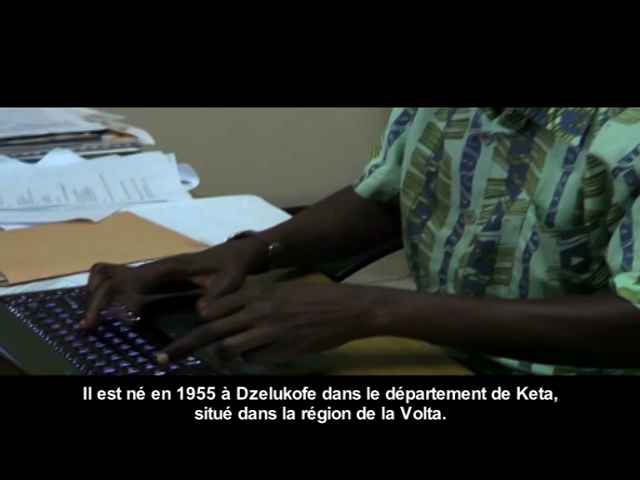 Il est né en 1955 à Dzelukofe dans le département de Keta,
situé dans la région de la Volta.